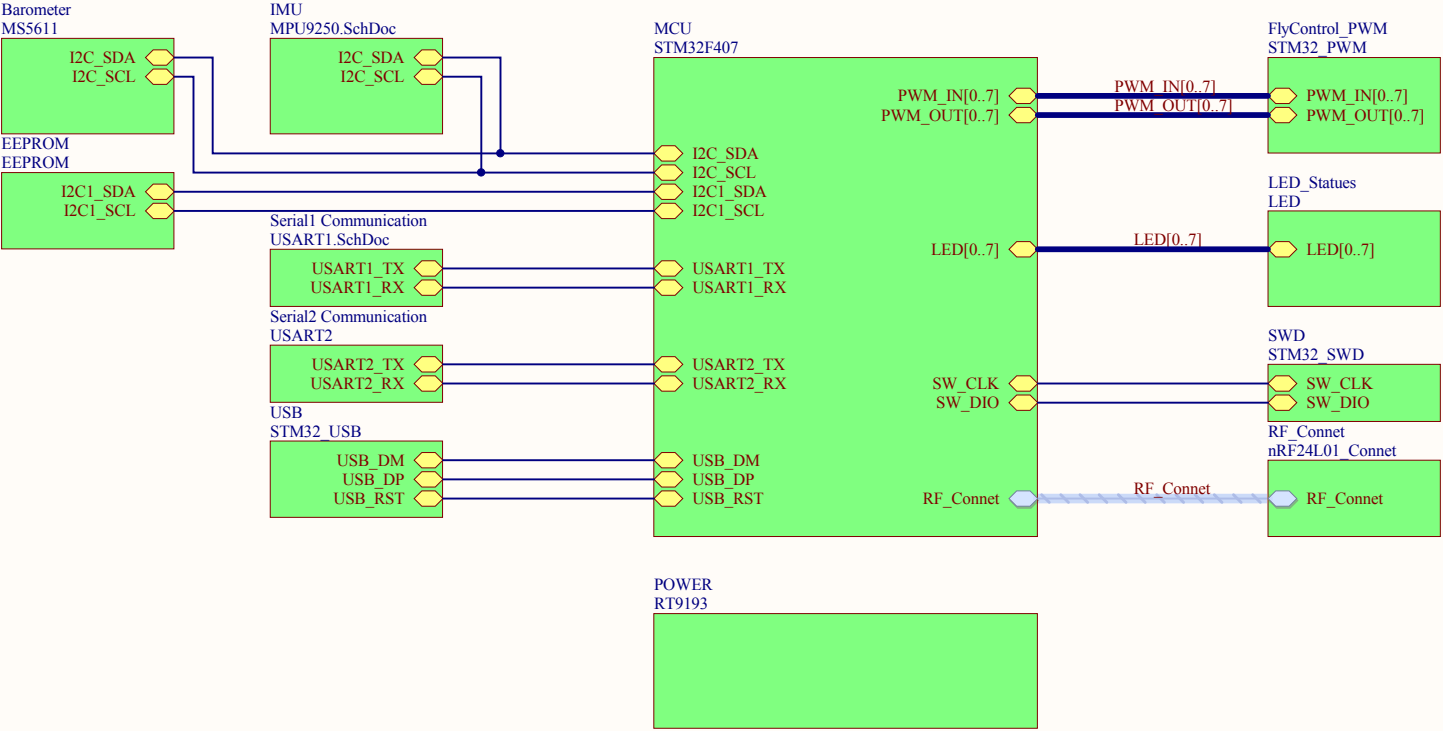 Barometer
MS5611
I2C_SDA
I2C_SCL
IMU
MPU9250.SchDoc
I2C_SDA
I2C_SCL
EEPROM
EEPROM
I2C1_SDA
I2C1_SCL
Serial1 Communication
USART1.SchDoc
USART1_TX
USART1_RX
Serial2 Communication
USART2
USART2_TX
USART2_RX
USB
STM32_USB
USB_DM
USB_DP
USB_RST
MCU
STM32F407
PWM_IN[0..7]
PWM_OUT[0..7]
I2C_SDA
I2C_SCL
I2C1_SDA
I2C1_SCL
LED[0..7]
USART1_TX
USART1_RX
USART2_TX
USART2_RX
SW_CLK
SW_DIO
USB_DM
USB_DP
USB_RST
RF_Connet
PWM_IN[0..7]
PWM_OUT[0..7]
LED[0..7]
RF_Connet
FlyControl_PWM
STM32_PWM
PWM_IN[0..7]
PWM_OUT[0..7]
LED_Statues
LED
LED[0..7]
SWD
STM32_SWD
SW_CLK
SW_DIO
RF_Connet
nRF24L01_Connet
RF_Connet
POWER
RT9193